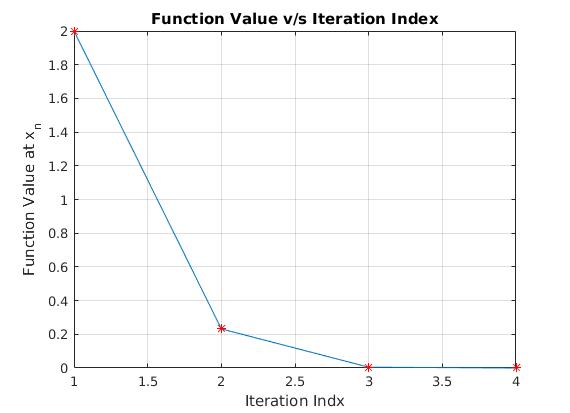 Function Value v/s Iteration Index
Function Value at x_n
2
1.8
1.6
1.4
1.2
1
0.8
0.6
0.4
0.2
0
1 1.5 2 2.5 3 3.5 4
Iteration Indx